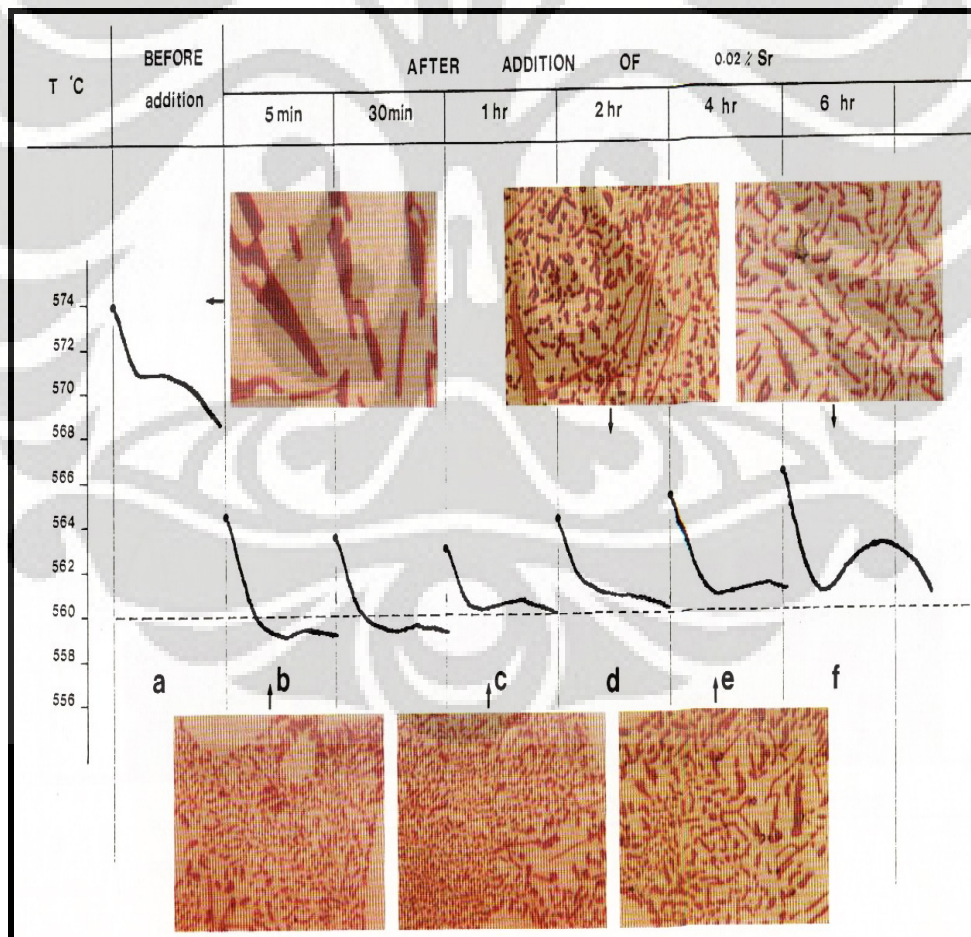 T °C
BEFORE
addition
AFTER ADDITION OF 0.02 % Sr
5 min 30min 1 hr 2 hr 4 hr 6 hr
574
572
570
568
566
564
562
560
558
556
a b c d e f